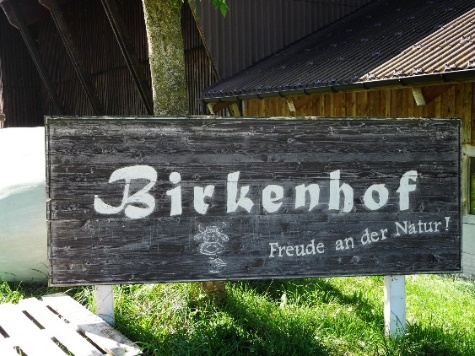 Birkenhof
Freude an der Natur!